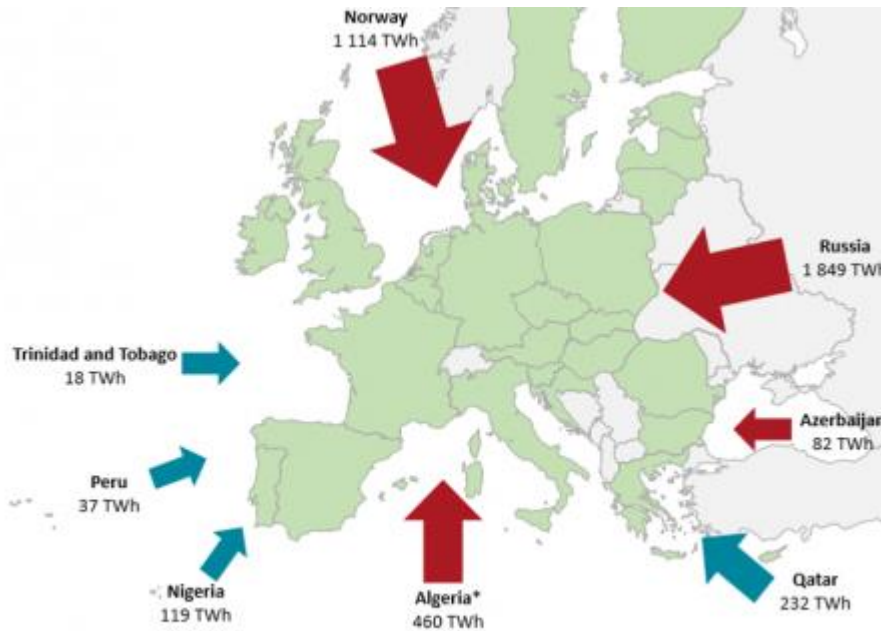 Norway
1 114 TWh
Russia
1 849 TWh
Trinidad and Tobago
18 TWh
Azerbaijan
82 TWh
Peru
37 TWh
Nigeria
119 TWh
Algeria*
460 TWh
Qatar
232 TWh